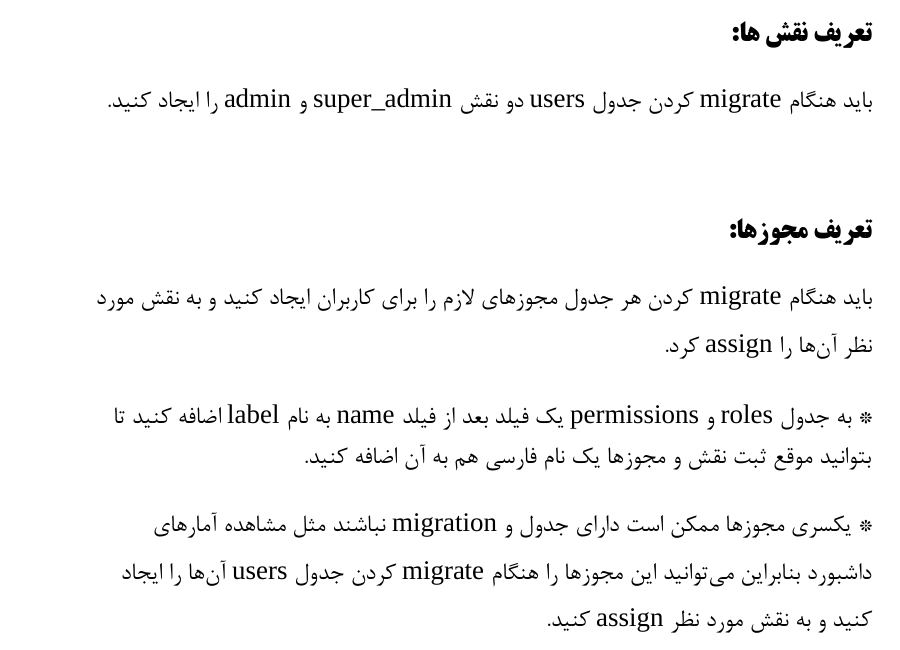 تعریف نقش ها:
باید هنگام migrate کردن جدول users دو نقش super_admin و admin را ایجاد کنید.
تعریف مجوزها:
باید هنگام migrate کردن هر جدول مجوزهای لازم را برای کاربران ایجاد کنید و به نقش مورد
نظر آن‌ها را assign کرد.
* به جدول roles و permissions یک فیلد بعد از فیلد name به نام label اضافه کنید تا
بتوانید موقع ثبت نقش و مجوزها یک نام فارسی هم به آن اضافه کنید.
* یکسری مجوزها ممکن است دارای جدول و migration نباشند مثل مشاهده آمارهای
داشبورد بنابراین می‌توانید این مجوزها را هنگام migrate کردن جدول users آن‌ها را ایجاد
کنید و به نقش مورد نظر assign کنید.